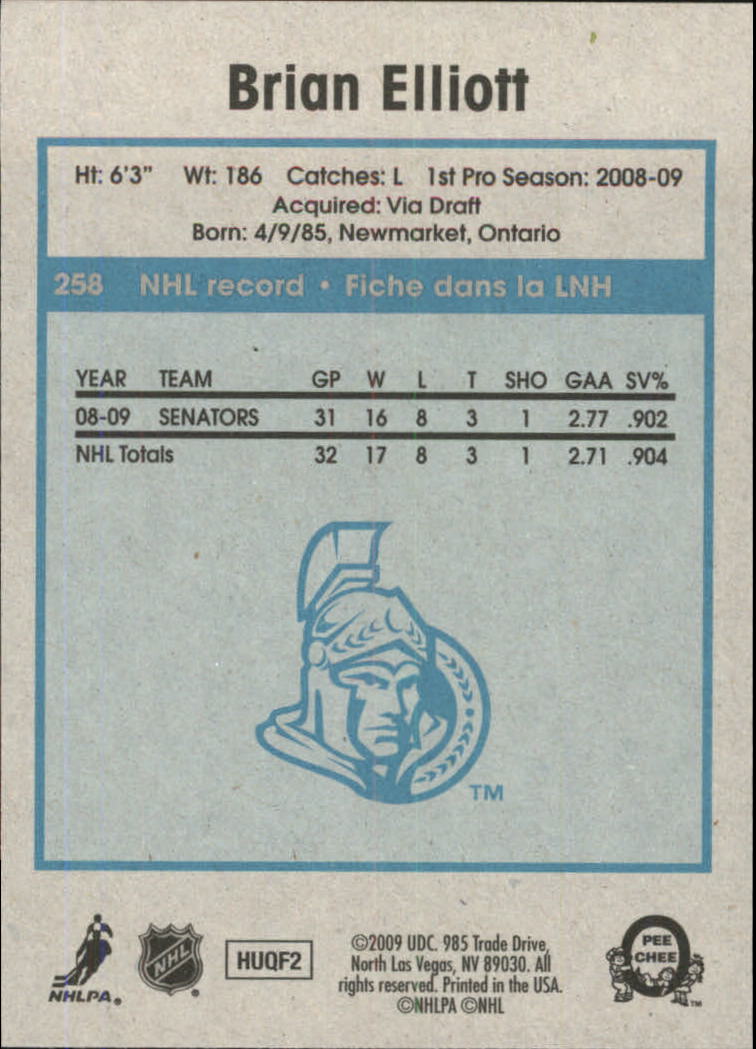 Brian Elliott
Ht: 6'3" Wt: 186 Catches: L 1st Pro Season: 2008-09
Acquired: Via Draft
Born: 4/9/85, Newmarket, Ontario
258 NHL record • Fiche dans la LNH
YEAR TEAM GP W L T SHO GAA SV%
08-09 SENATORS 31 16 8 3 1 2.77 .902
NHL Totals 32 17 8 3 1 2.71 .904
TM
NHLPA®
NHL®
HUQF2
©2009 UDC. 985 Trade Drive,
North Las Vegas, NV 89030. All
rights reserved. Printed in the USA.
©NHLPA ©NHL
O
PEE
CHEE
TM